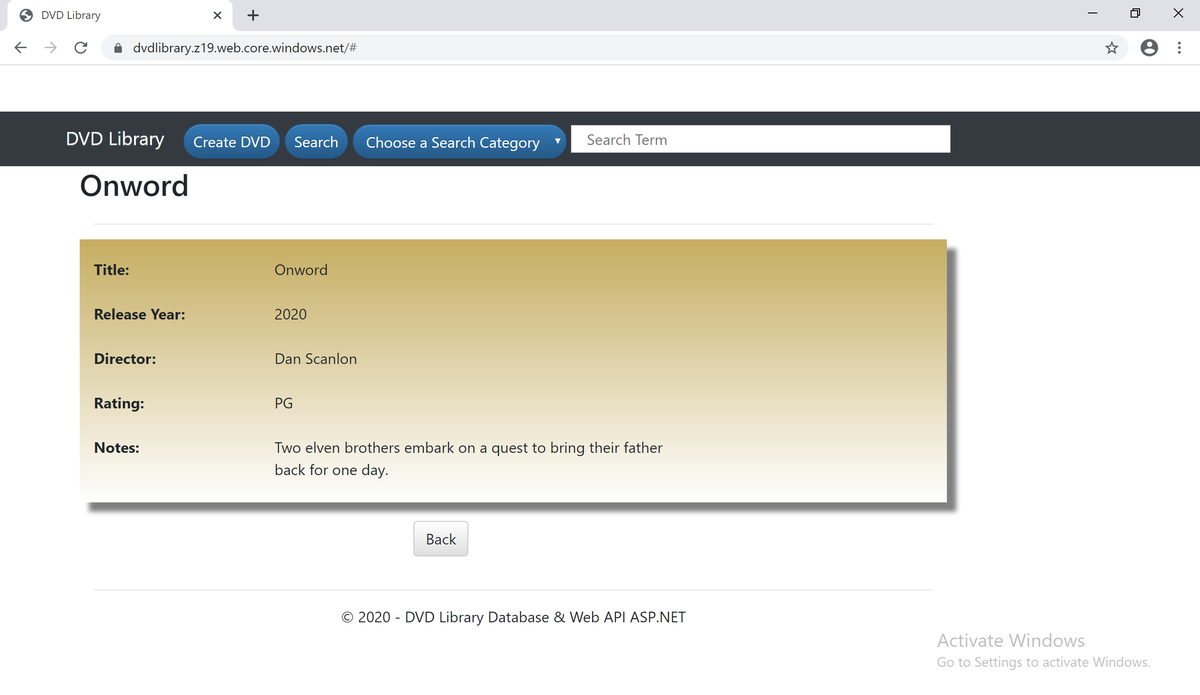 DVD Library
dvdlibrary.z19.web.core.windows.net/#
DVD Library Create DVD Search Choose a Search Category Search Term
Onword
Title: Onword
Release Year: 2020
Director: Dan Scanlon
Rating: PG
Notes: Two elven brothers embark on a quest to bring their father
back for one day.
Back
© 2020 - DVD Library Database & Web API ASP.NET
Activate Windows
Go to Settings to activate Windows.